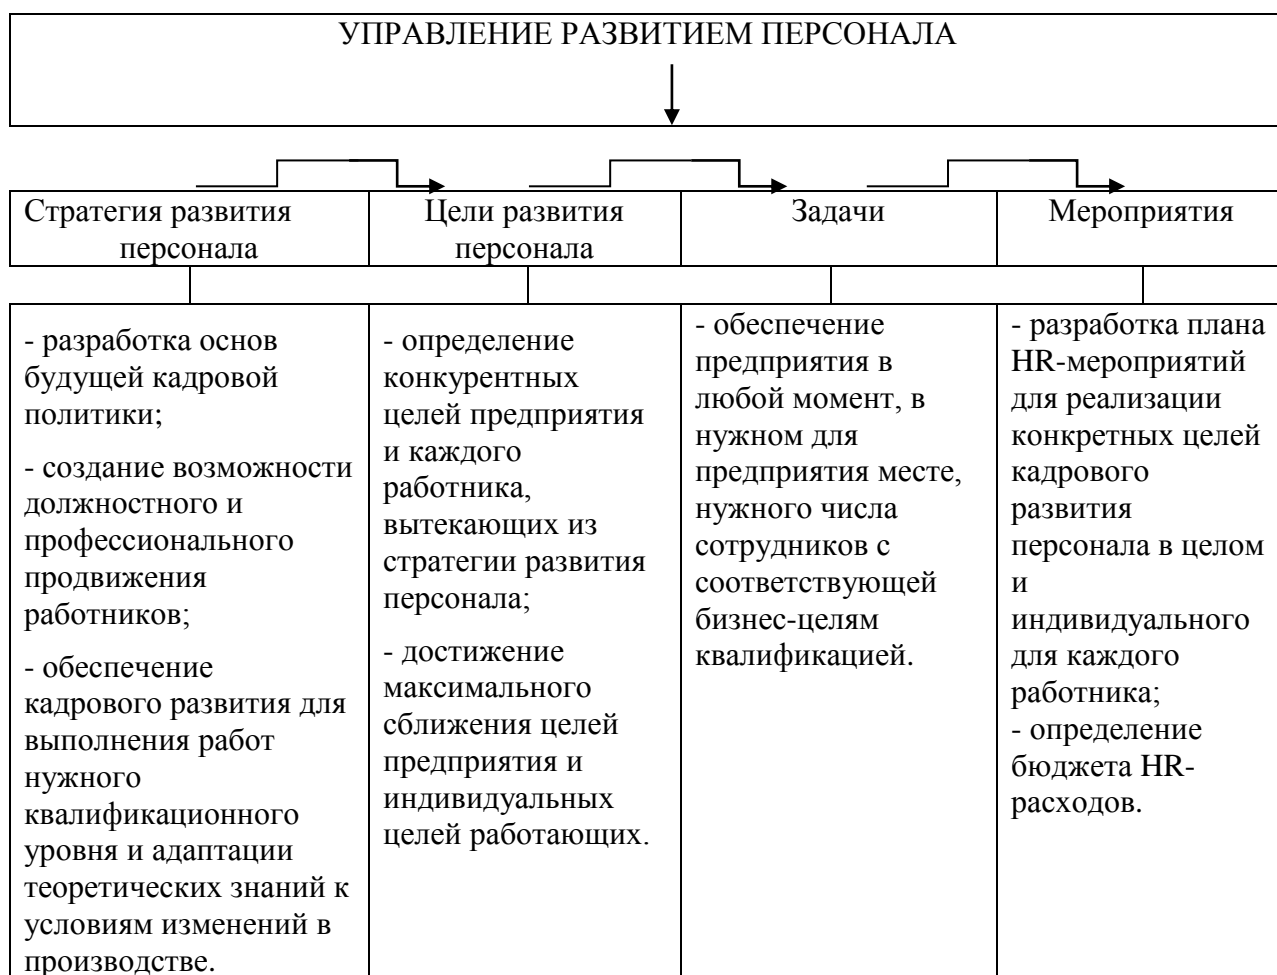 УПРАВЛЕНИЕ РАЗВИТИЕМ ПЕРСОНАЛА
Стратегия развития
персонала
Цели развития
персонала
Задачи
Мероприятия
- разработка основ
будущей кадровой
политики;
- создание возможности
должностного и
профессионального
продвижения
работников;
- обеспечение
кадрового развития для
выполнения работ
нужного
квалификационного
уровня и адаптации
теоретических знаний к
условиям изменений в
производстве.
- определение
конкурентных
целей предприятия
и каждого
работника,
вытекающих из
стратегии развития
персонала;
- достижение
максимального
сближения целей
предприятия и
индивидуальных
целей работающих.
- обеспечение
предприятия в
любой момент, в
нужном для
предприятия месте,
нужного числа
сотрудников с
соответствующей
бизнес-целям
квалификацией.
- разработка плана
HR-мероприятий
для реализации
конкретных целей
кадрового
развития
персонала в целом
и
индивидуального
для каждого
работника;
- определение
бюджета HR-
расходов.